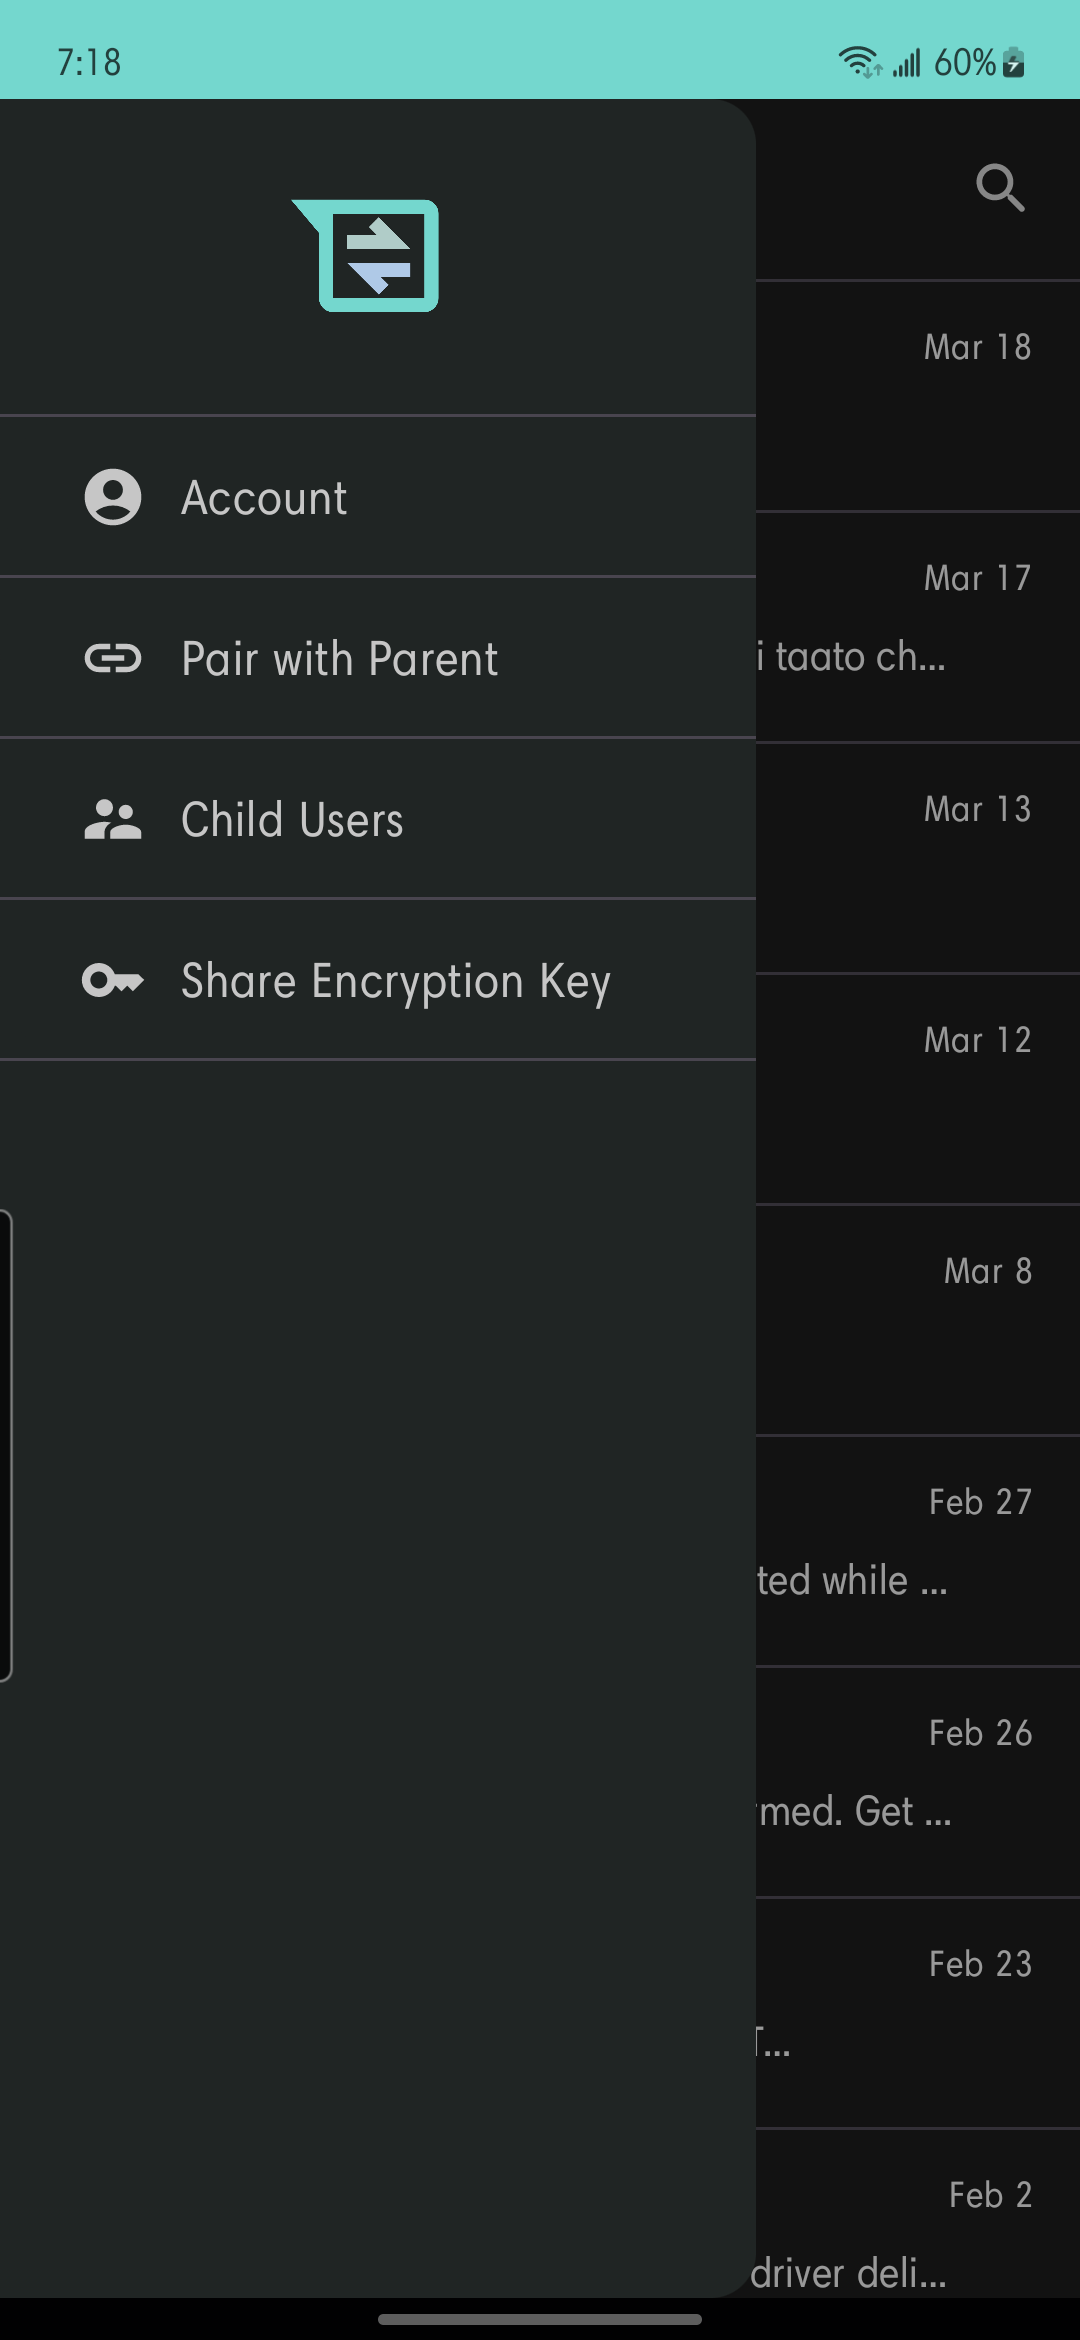 7:18
60%
Account
Pair with Parent
Child Users
Share Encryption Key
Mar 18
Mar 17
i taato ch...
Mar 13
Mar 12
Mar 8
Feb 27
ted while ...
Feb 26
med. Get ...
Feb 23
T...
Feb 2
driver deli...